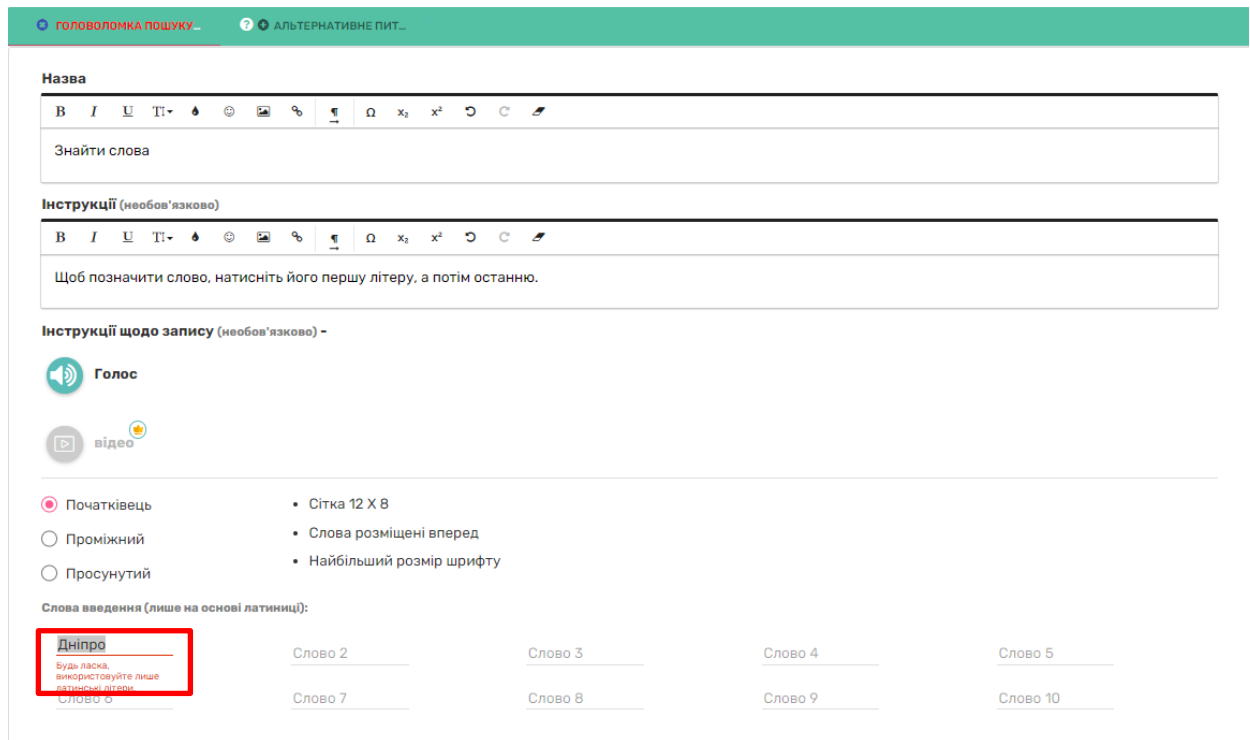 ГОЛОВОЛОМКА ПОШУКУ... АЛЬТЕРНАТИВНЕ ПИТ...
Назва
Знайти слова
Інструкції (необов'язково)
Щоб позначити слово, натисніть його першу літеру, а потім останню.
Інструкції щодо запису (необов'язково) -
Голос
відео
Початківець
Проміжний
Просунутий
• Сітка 12 X 8
• Слова розміщені вперед
• Найбільший розмір шрифту
Слова введення (лише на основі латиниці):
Дніпро Слово 2 Слово 3 Слово 4 Слово 5
Будь ласка,
використовуйте лише
латинські літери.
Слово 6 Слово 7 Слово 8 Слово 9 Слово 10